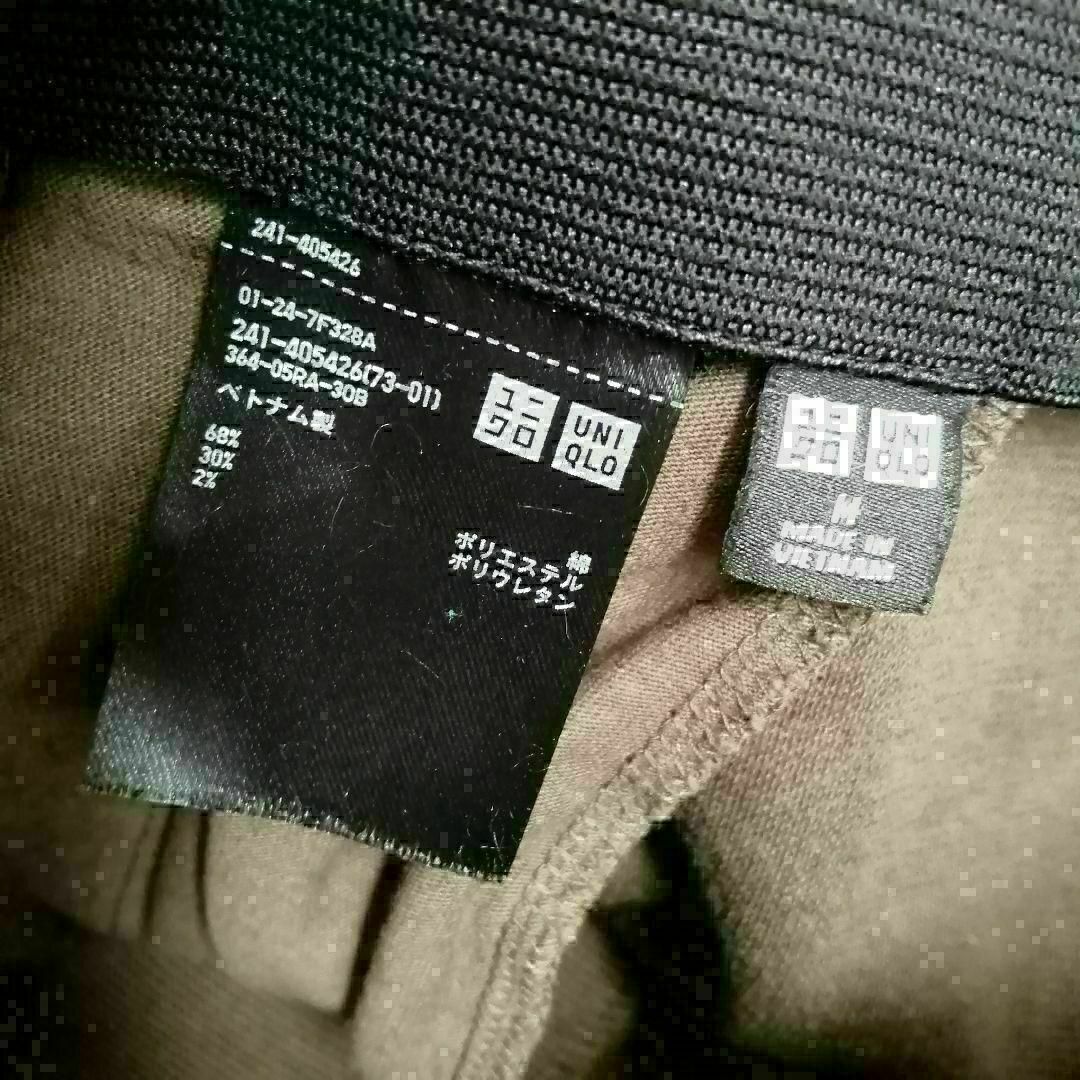 241-405426
01-24-7F328A
241-405426(73-01)
364-05RA-30B
ベトナム製
68%
30%
2%
ユニ
クロ
UNI
QLO
綿
ポリエステル
ポリウレタン
ユニ
クロ
UNI
QLO
M
MADE IN
VIETNAM